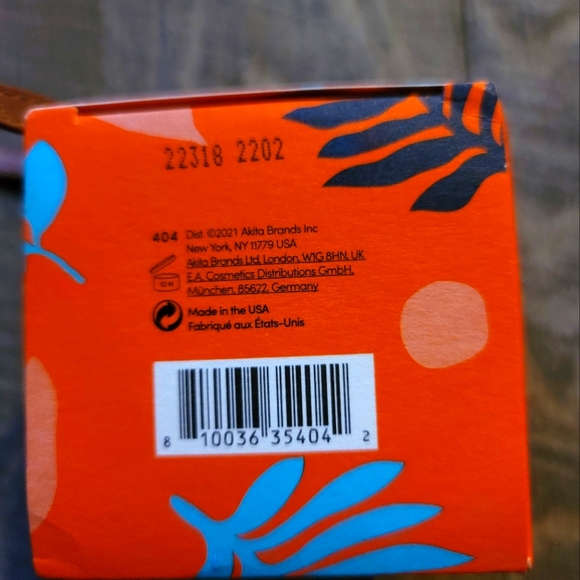 22318 2202
404 Dist. ©2021 Akita Brands Inc
New York, NY 11779 USA
Akita Brands Ltd, London, W1G 8HN, UK
E.A. Cosmetics Distributions GmbH,
München, 85622, Germany
Made in the USA
Fabriqué aux États-Unis
8 10036 35404 2